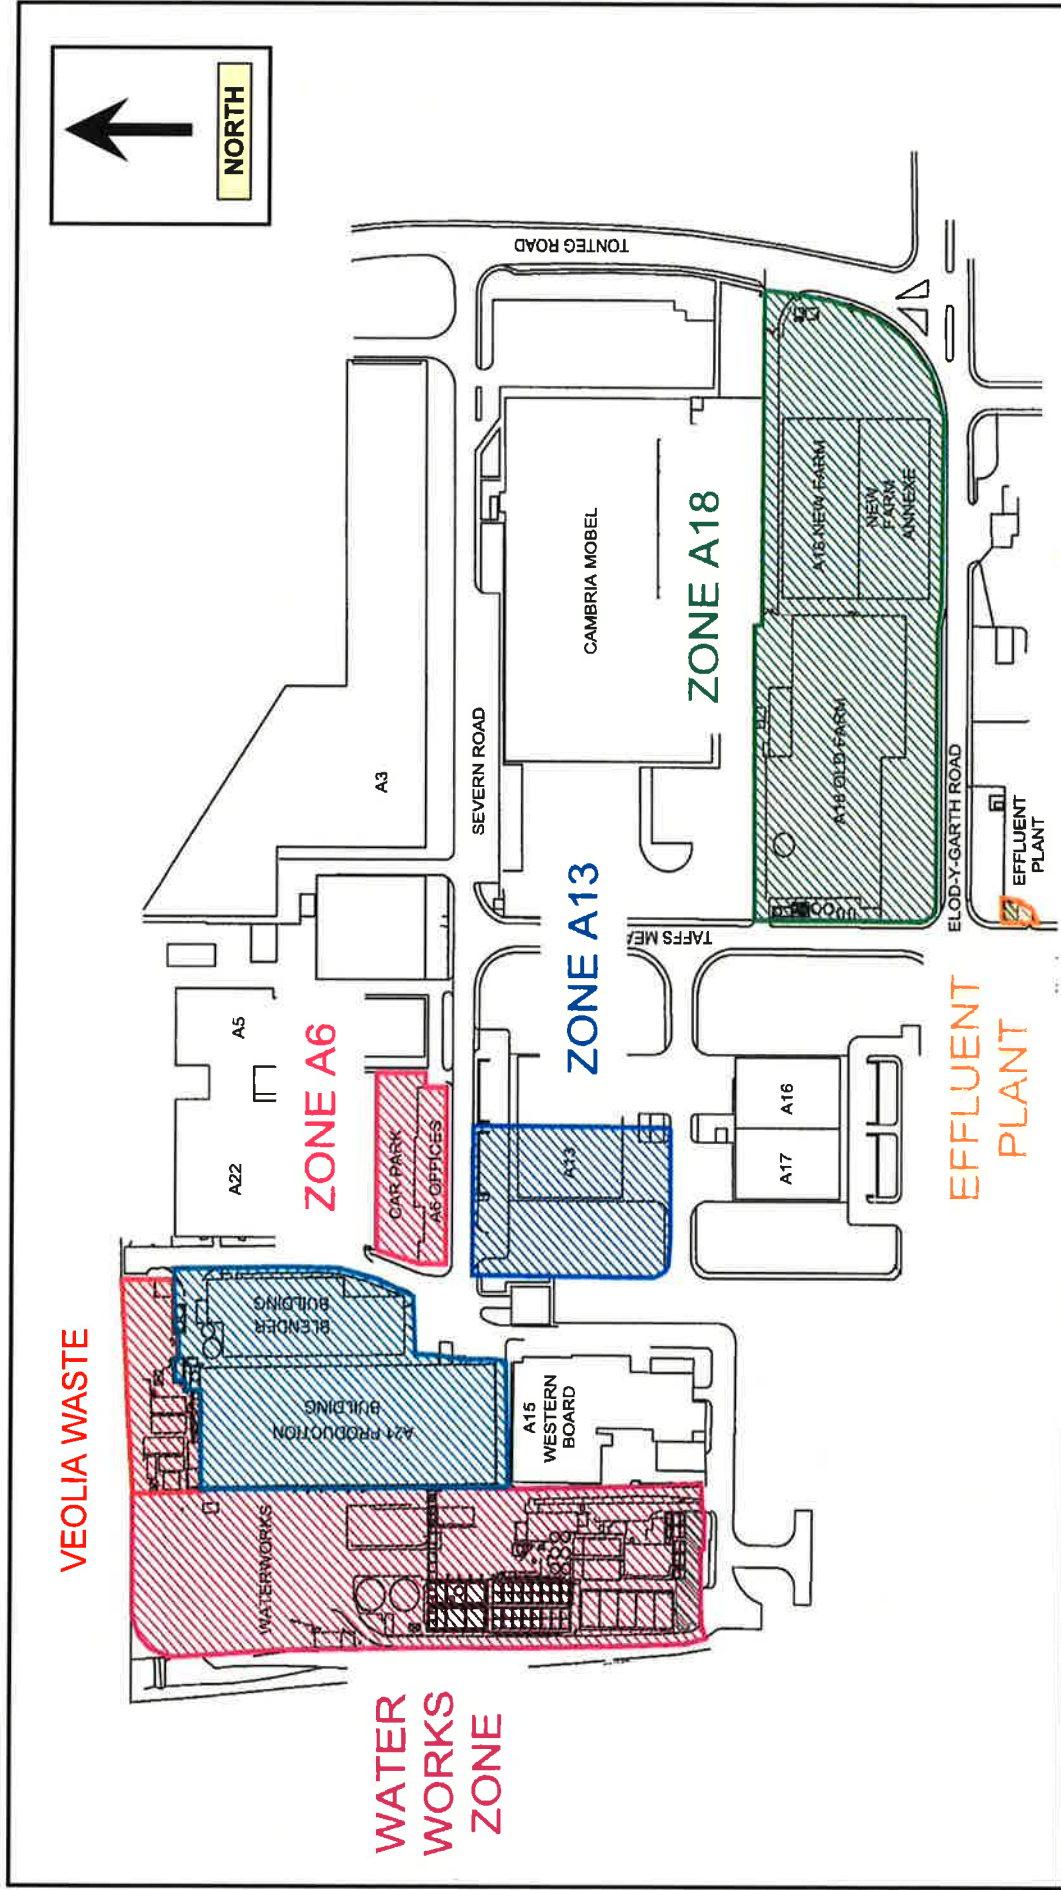 NORTH
VEOLIA WASTE
WATERWORKS
WATER
WORKS
ZONE
A21 PRODUCTION
BUILDING
BLENDER
BUILDING
A15
WESTERN
BOARD
A22
A5
ZONE A6
CAR PARK
A6 OFFICES
A3
SEVERN ROAD
TONTEG ROAD
A13
ZONE A13
TAFFS MEA
CAMBRIA MOBEL
ZONE A18
A17
A16
A18 OLD FARM
A18 NEW FARM
NEW
FARM
ANNEXE
ELOD-Y-GARTH ROAD
EFFLUENT
PLANT
EFFLUENT
PLANT